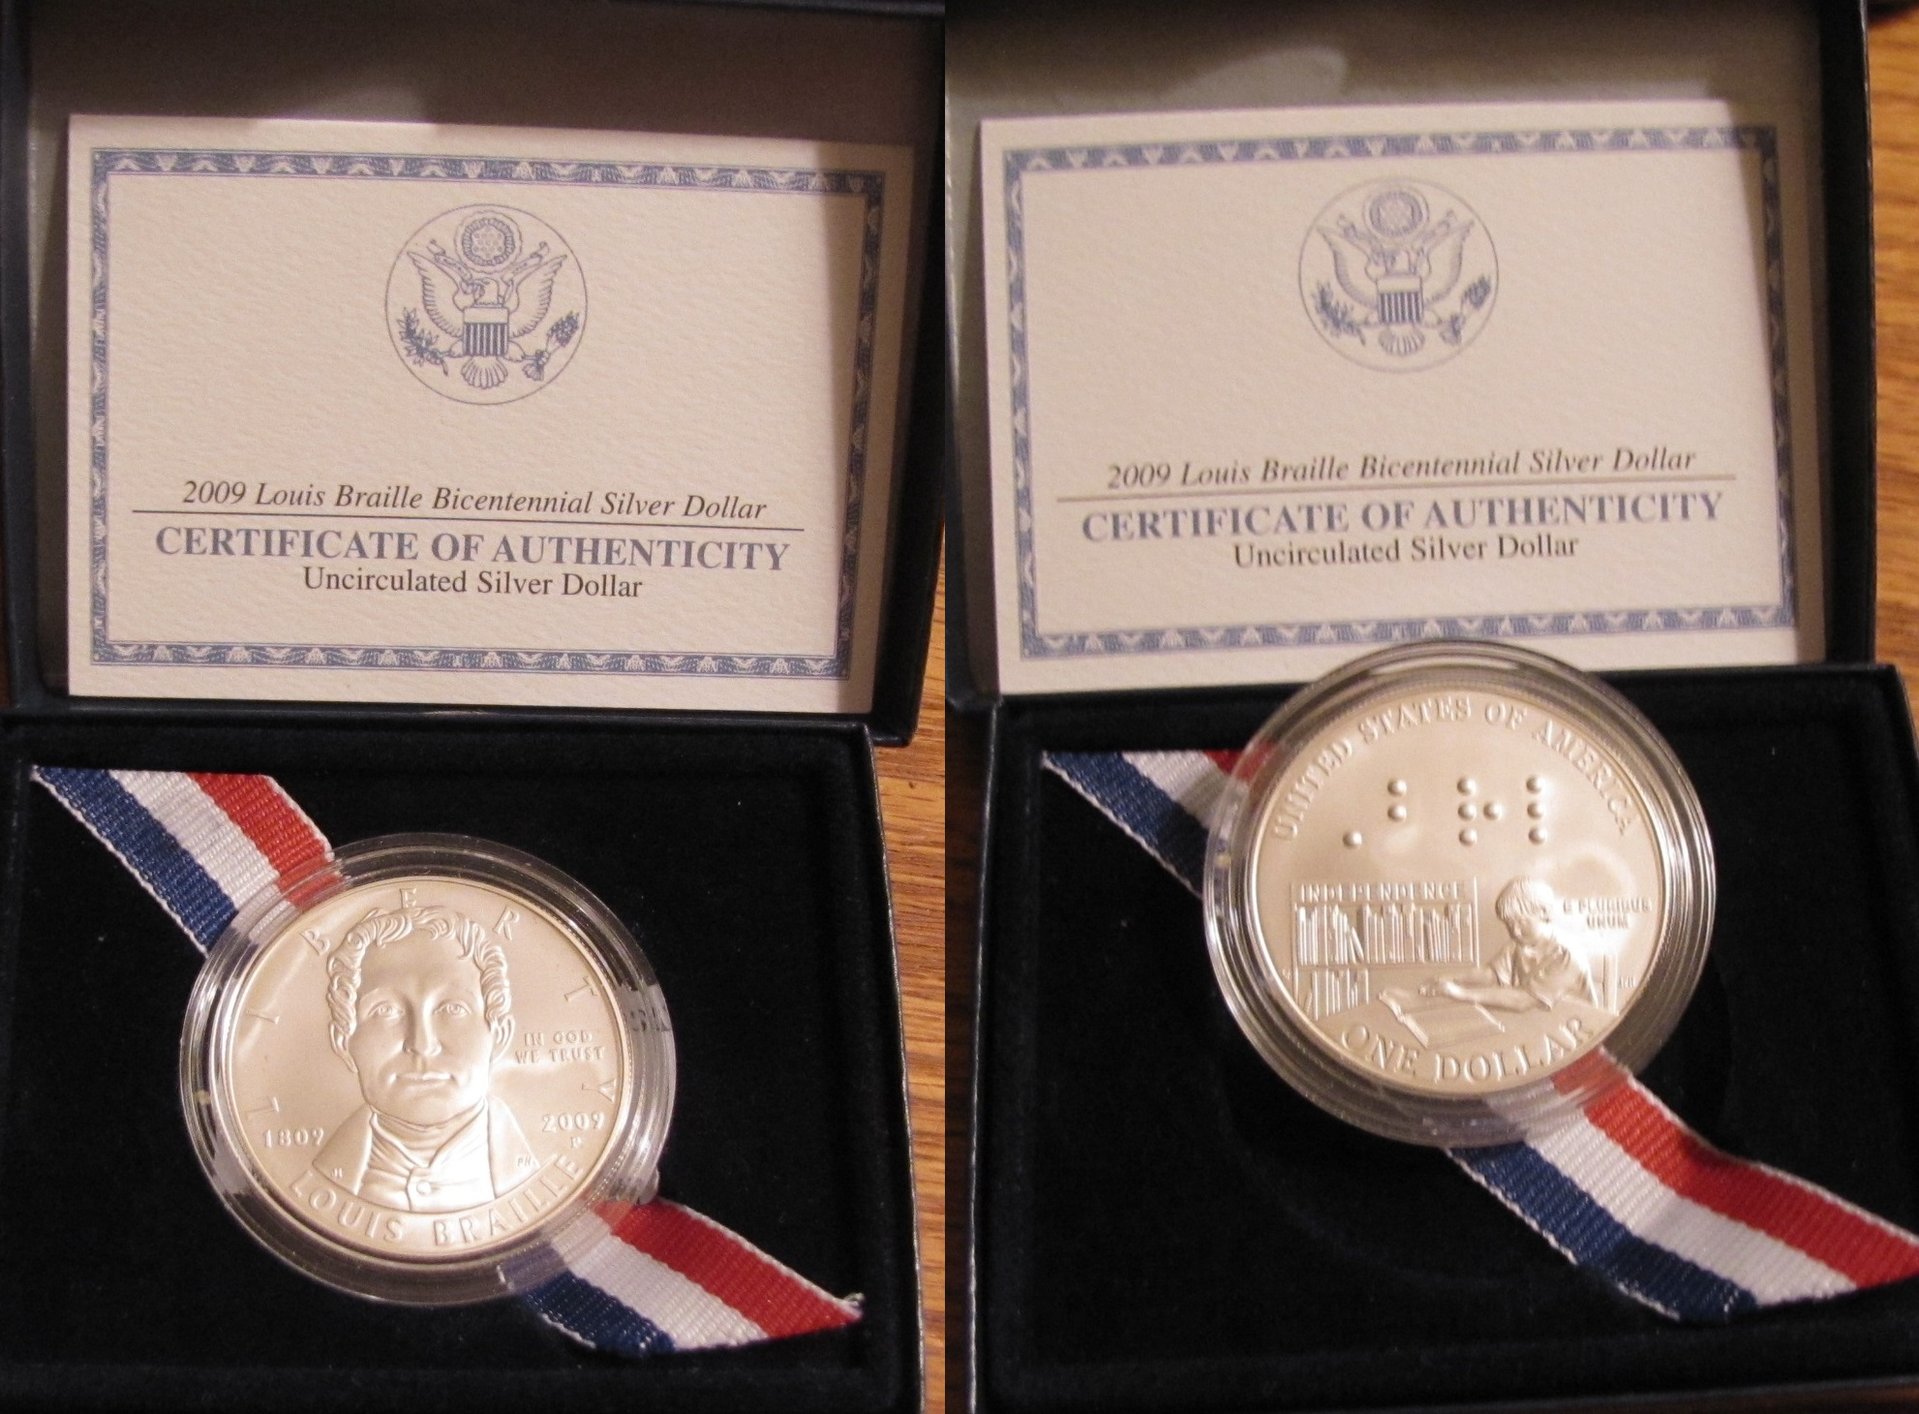 2009 Louis Braille Bicentennial Silver Dollar
CERTIFICATE OF AUTHENTICITY
Uncirculated Silver Dollar
LIBERTY
IN GOD
WE TRUST
1809
2009
P
PH
LOUIS BRAILLE
2009 Louis Braille Bicentennial Silver Dollar
CERTIFICATE OF AUTHENTICITY
Uncirculated Silver Dollar
UNITED STATES OF AMERICA
⠠⠃⠗⠇
INDEPENDENCE
E PLURIBUS
UNUM
ONE DOLLAR